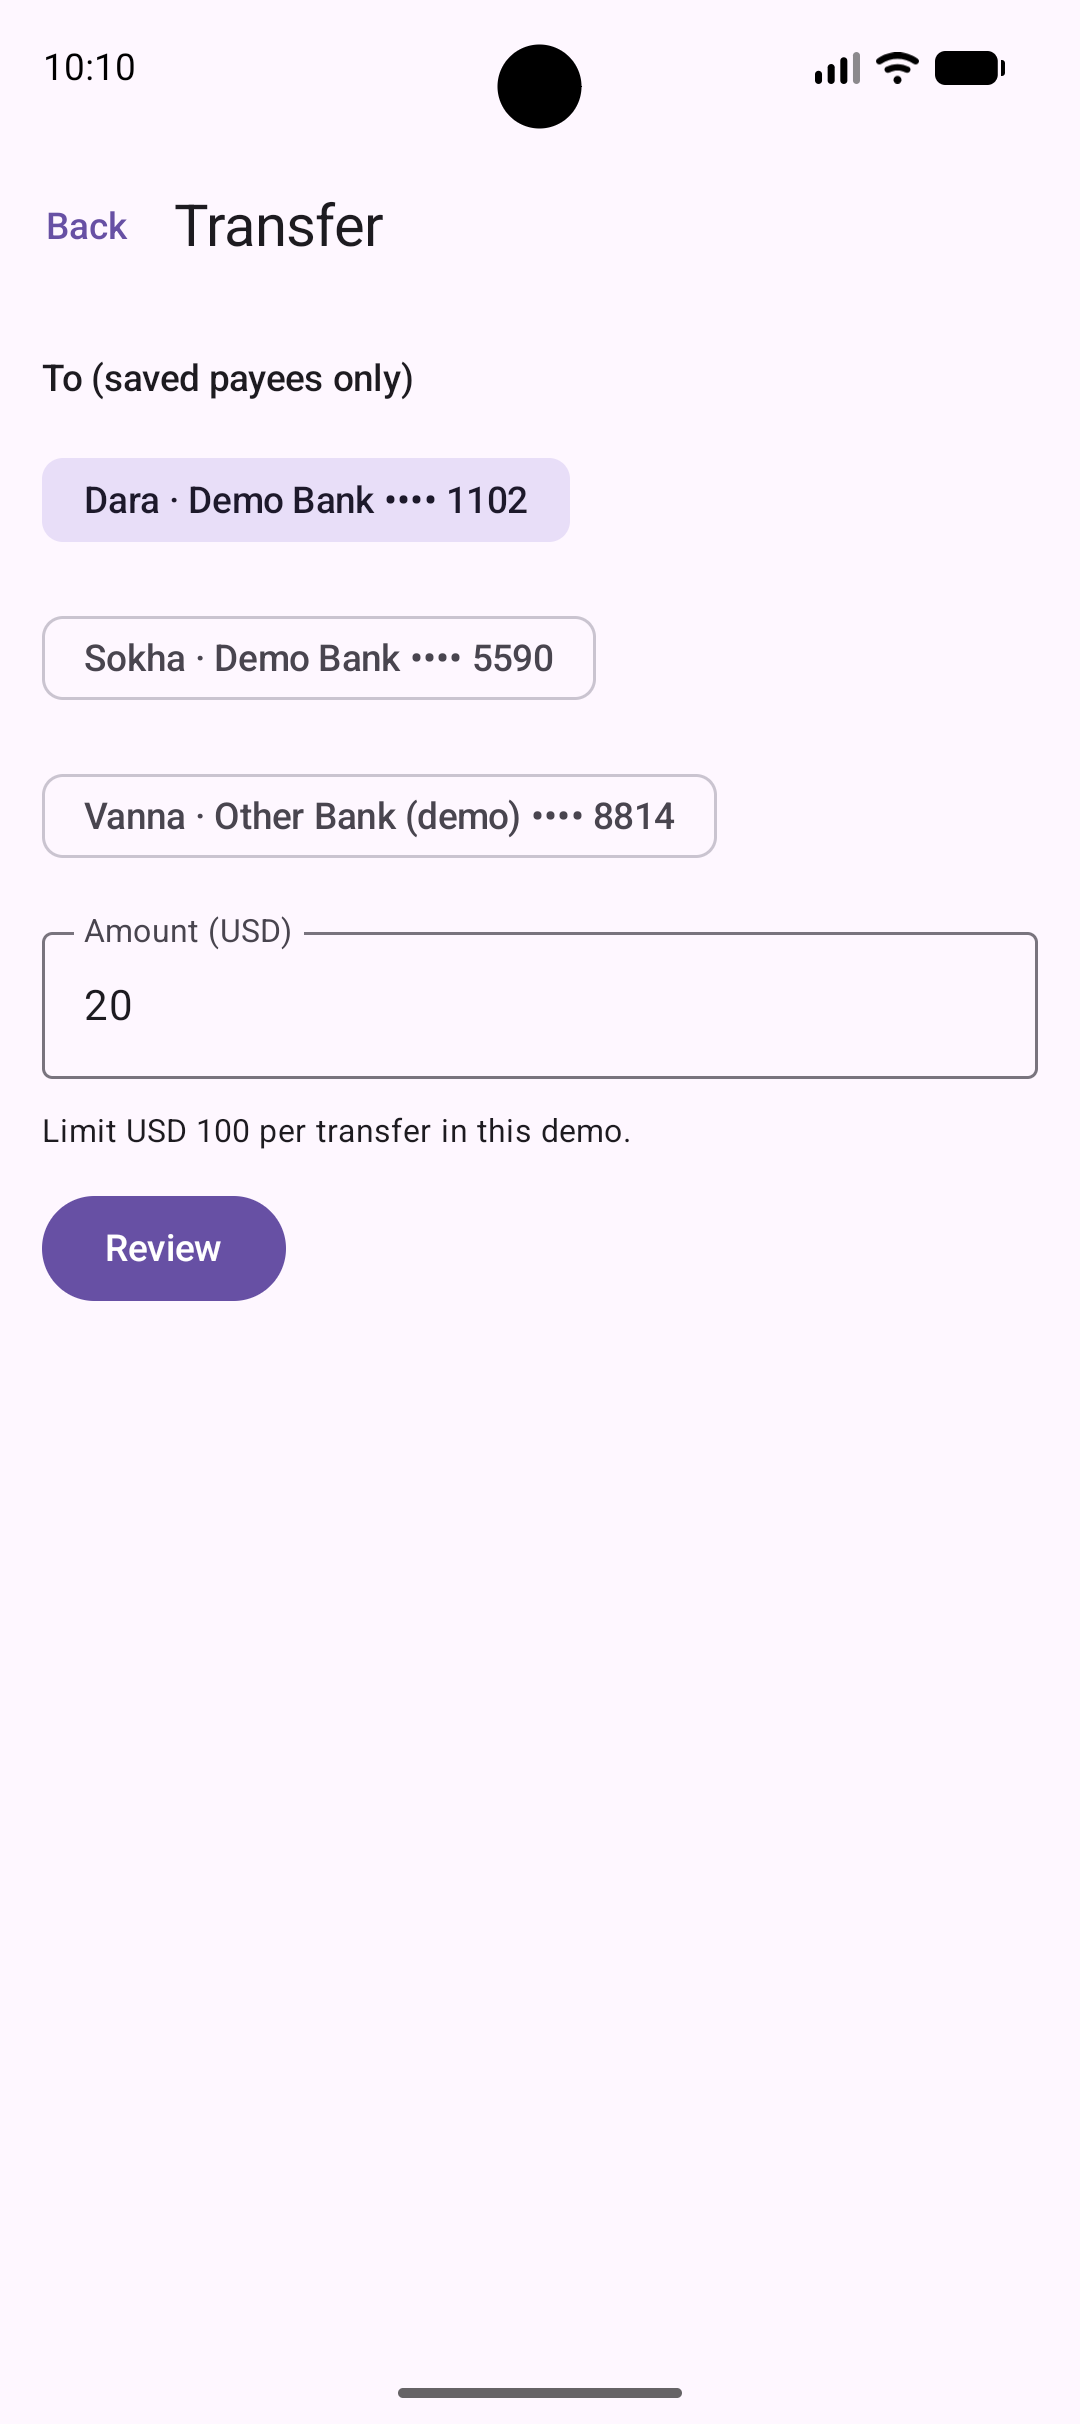 10:10
Back Transfer
To (saved payees only)
Dara · Demo Bank •••• 1102
Sokha · Demo Bank •••• 5590
Vanna · Other Bank (demo) •••• 8814
Amount (USD)
20
Limit USD 100 per transfer in this demo.
Review